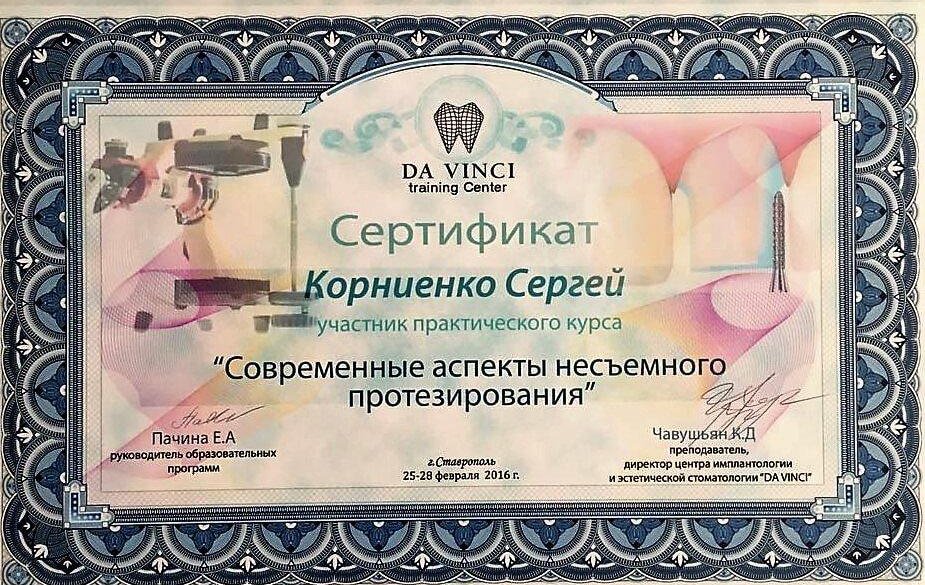 DA VINCI
training Center
Сертификат
Корниенко Сергей
участник практического курса
“Современные аспекты несъемного
протезирования”
Пачина Е.А
руководитель образовательных
программ
г.Ставрополь
25-28 февраля 2016 г.
Чавушьян К.Д
преподаватель,
директор центра имплантологии
и эстетической стоматологии “DA VINCI”